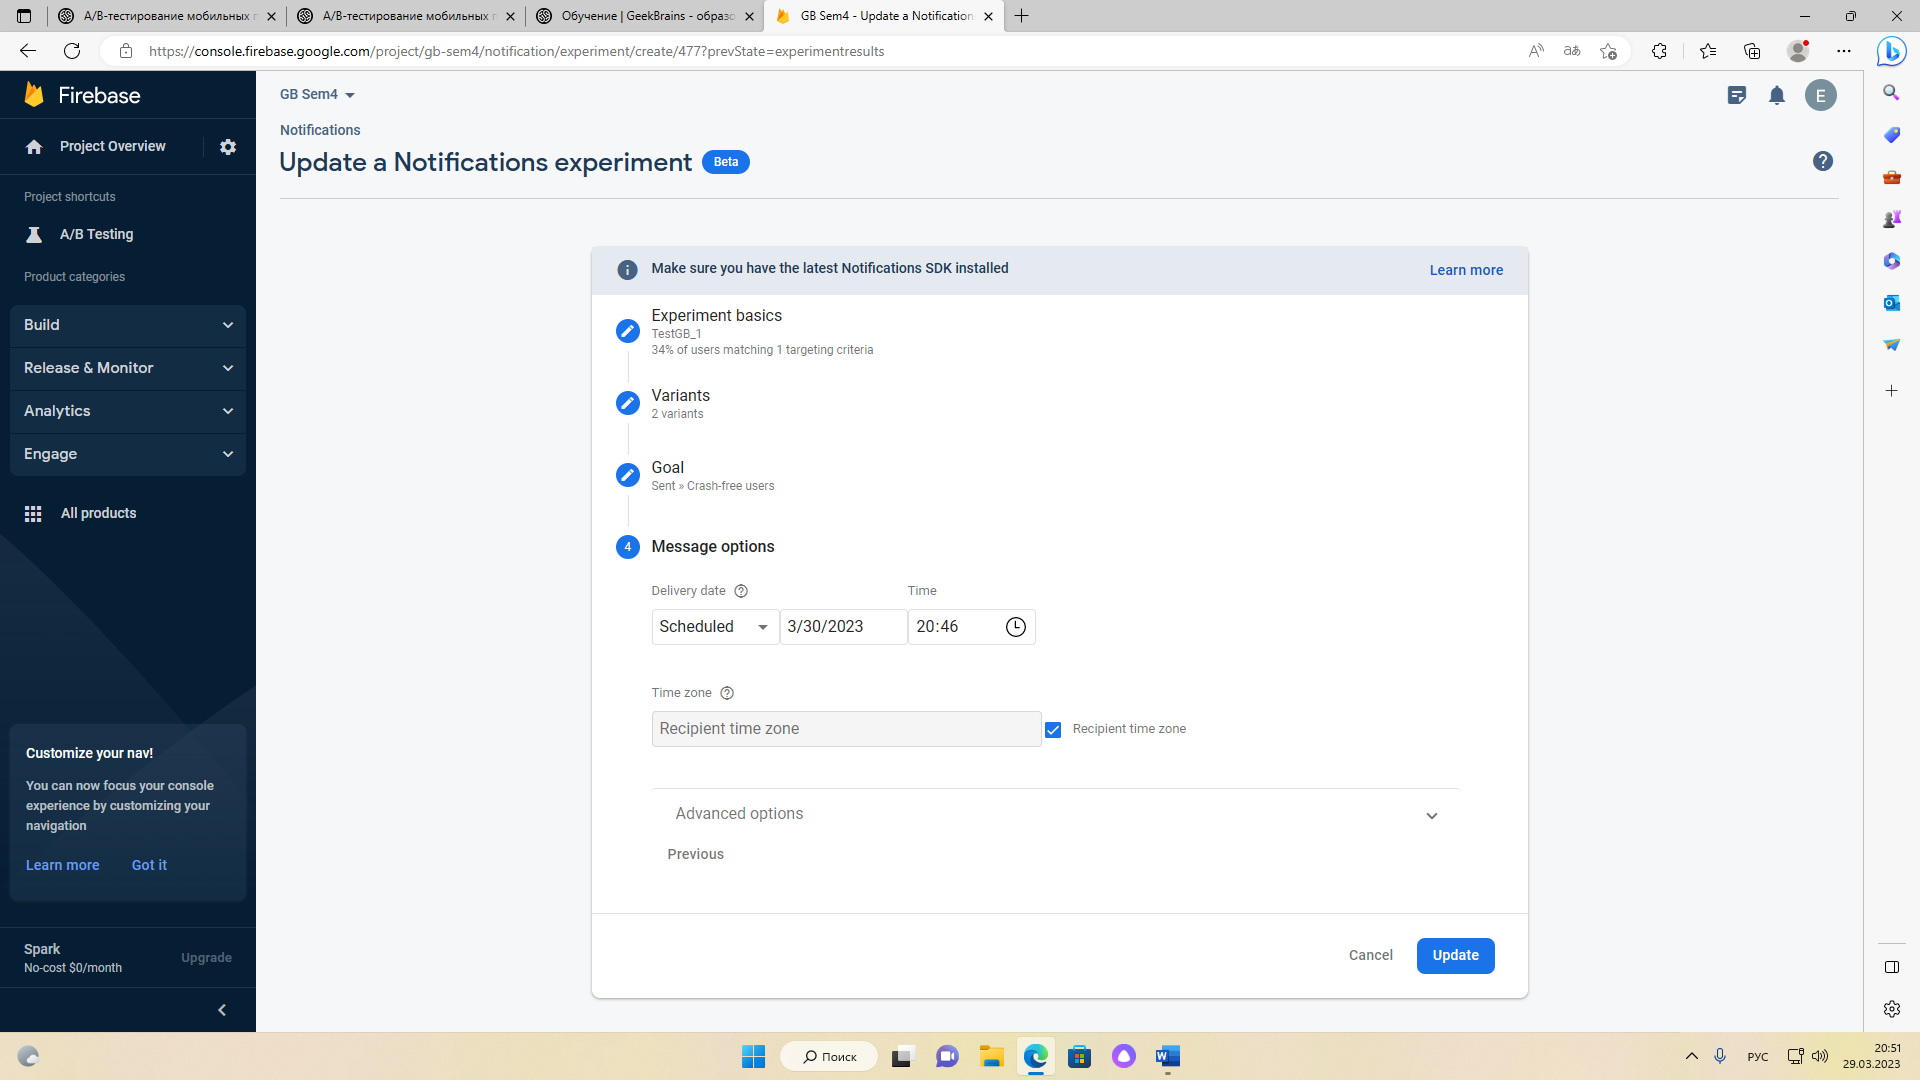 А/В-тестирование мобильных п
А/В-тестирование мобильных п
Обучение | GeekBrains - образо
GB Sem4 - Update a Notification
https://console.firebase.google.com/project/gb-sem4/notification/experiment/create/477?prevState=experimentresults
Firebase
Project Overview
Project shortcuts
A/B Testing
Product categories
Build
Release & Monitor
Analytics
Engage
All products
Customize your nav!
You can now focus your console
experience by customizing your
navigation
Learn more
Got it
Spark
No-cost $0/month
Upgrade
GB Sem4
E
Notifications
Update a Notifications experiment
Beta
Make sure you have the latest Notifications SDK installed
Learn more
Experiment basics
TestGB_1
34% of users matching 1 targeting criteria
Variants
2 variants
Goal
Sent » Crash-free users
4
Message options
Delivery date
Time
Scheduled
3/30/2023
20:46
Time zone
Recipient time zone
Recipient time zone
Advanced options
Previous
Cancel
Update
Поиск
РУС
20:51
29.03.2023